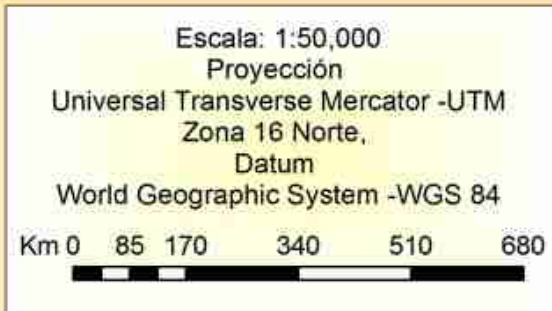 Escala: 1:50,000
Proyección
Universal Transverse Mercator -UTM
Zona 16 Norte,
Datum
World Geographic System -WGS 84
Km 0 85 170 340 510 680